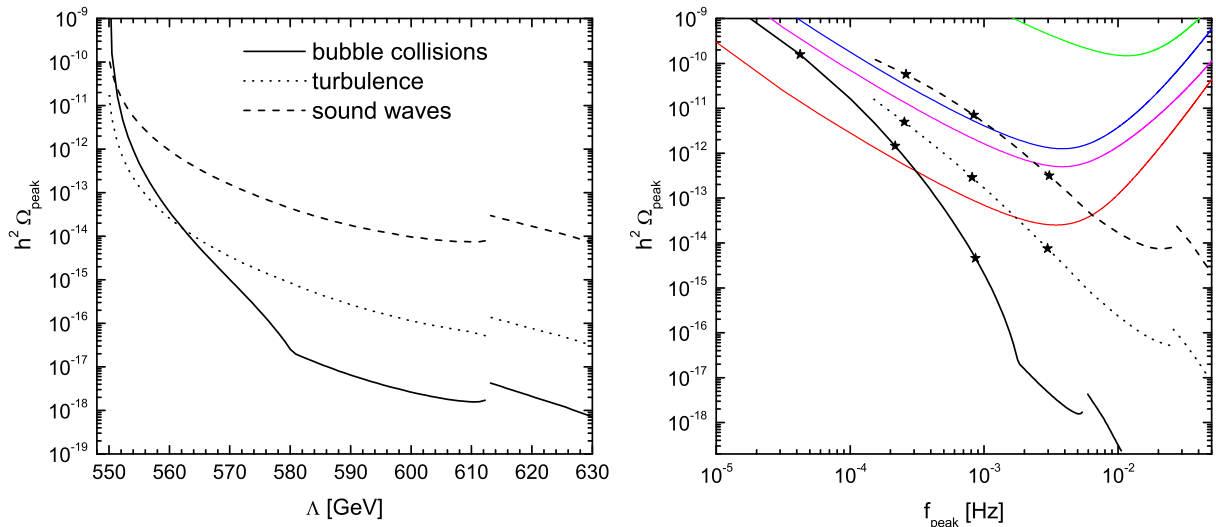 bubble collisions
turbulence
sound waves
h² Ω_peak
10⁻⁹
10⁻¹⁰
10⁻¹¹
10⁻¹²
10⁻¹³
10⁻¹⁴
10⁻¹⁵
10⁻¹⁶
10⁻¹⁷
10⁻¹⁸
10⁻¹⁹
550 560 570 580 590 600 610 620 630
Λ [GeV]
h² Ω_peak
10⁻⁹
10⁻¹⁰
10⁻¹¹
10⁻¹²
10⁻¹³
10⁻¹⁴
10⁻¹⁵
10⁻¹⁶
10⁻¹⁷
10⁻¹⁸
10⁻⁵ 10⁻⁴ 10⁻³ 10⁻²
f_peak [Hz]